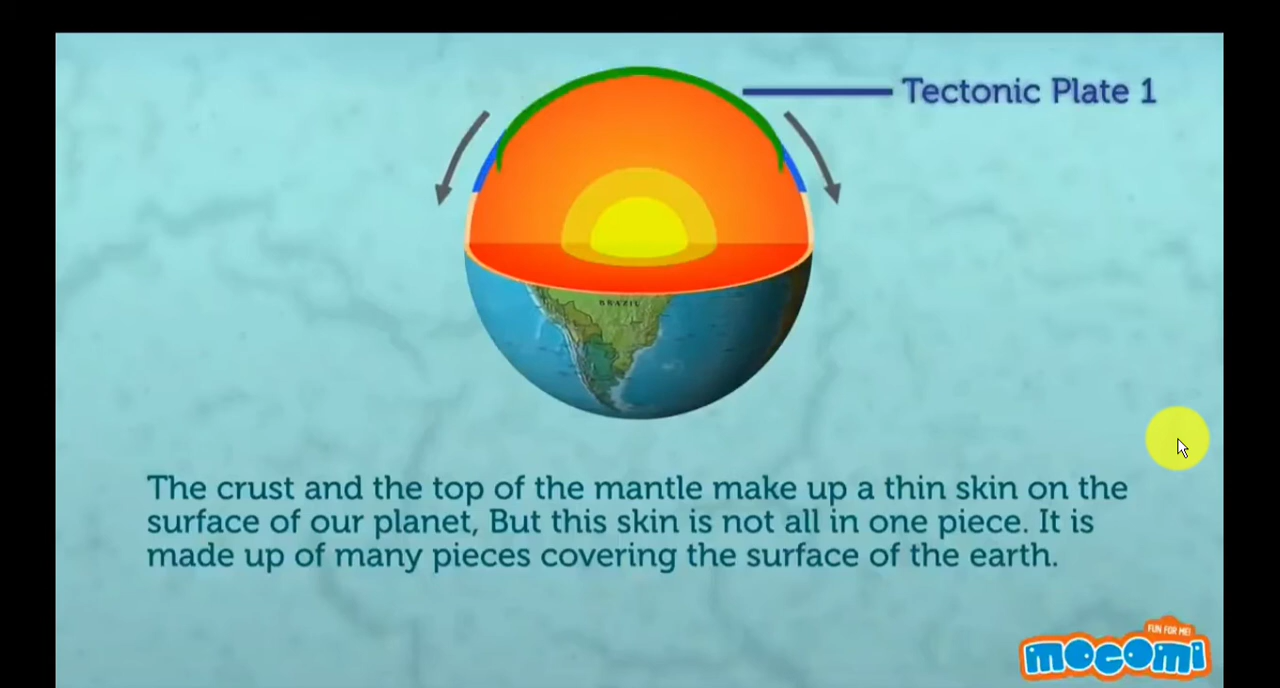 Tectonic Plate 1
BRAZIL
The crust and the top of the mantle make up a thin skin on the
surface of our planet, But this skin is not all in one piece. It is
made up of many pieces covering the surface of the earth.
FUN FOR ME!
mocomi